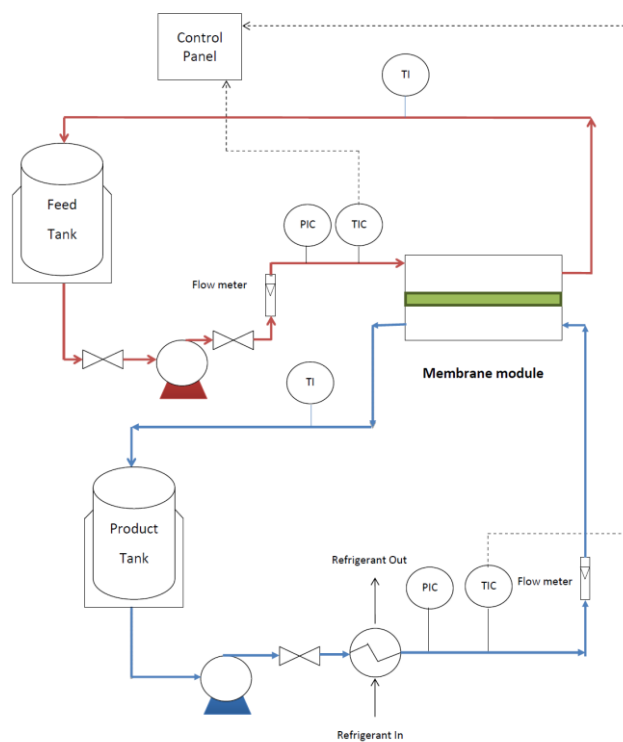 Control
Panel
TI
Feed
Tank
PIC
TIC
Flow meter
Membrane module
TI
Product
Tank
Refrigerant Out
PIC
TIC
Flow meter
Refrigerant In